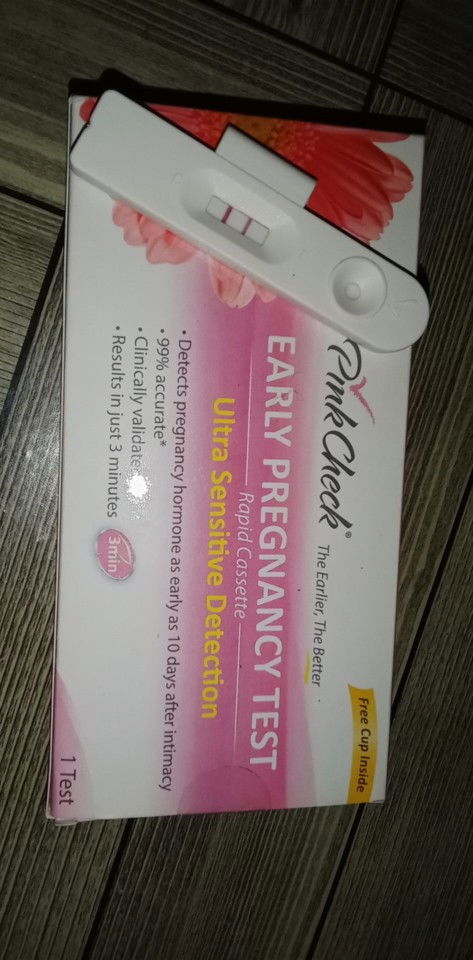 PinkCheck®
The Earlier, The Better
Free Cup Inside
EARLY PREGNANCY TEST
Rapid Cassette
Ultra Sensitive Detection
• Detects pregnancy hormone as early as 10 days after intimacy
• 99% accurate*
• Clinically validate
• Results in just 3 minutes
3min
1 Test